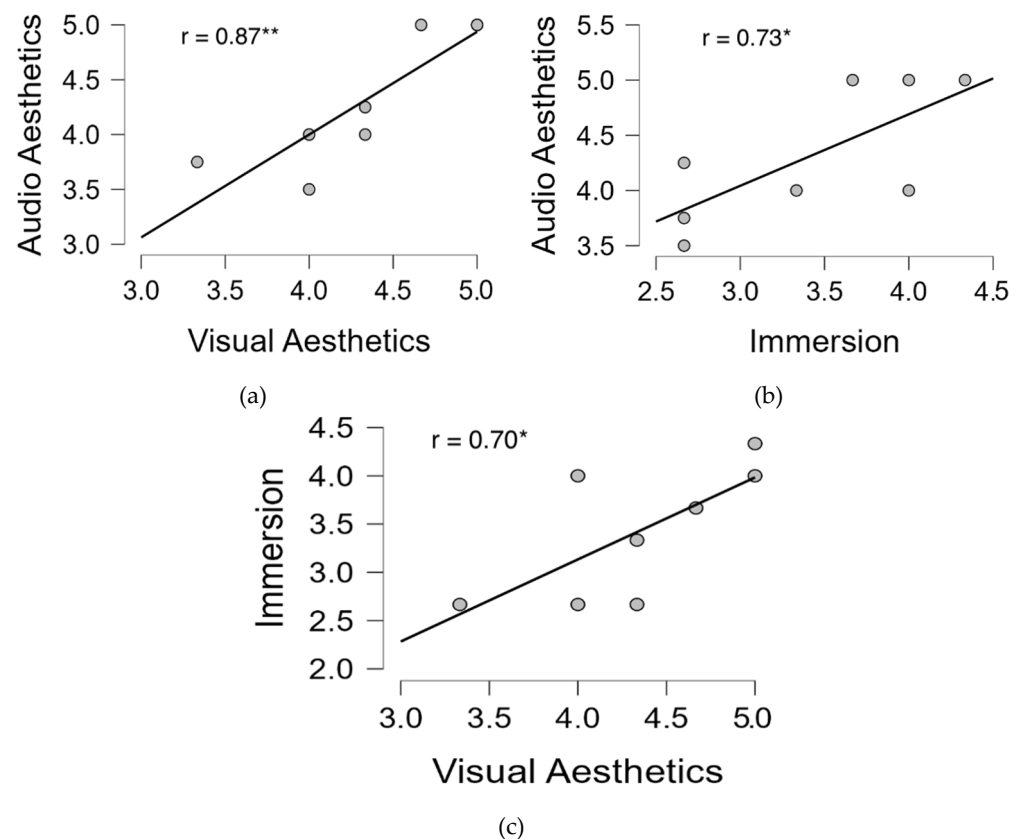 r = 0.87**
Audio Aesthetics
5.0
4.5
4.0
3.5
3.0
3.0 3.5 4.0 4.5 5.0
Visual Aesthetics
(a)
r = 0.73*
Audio Aesthetics
5.5
5.0
4.5
4.0
3.5
2.5 3.0 3.5 4.0 4.5
Immersion
(b)
r = 0.70*
Immersion
4.5
4.0
3.5
3.0
2.5
2.0
3.0 3.5 4.0 4.5 5.0
Visual Aesthetics
(c)